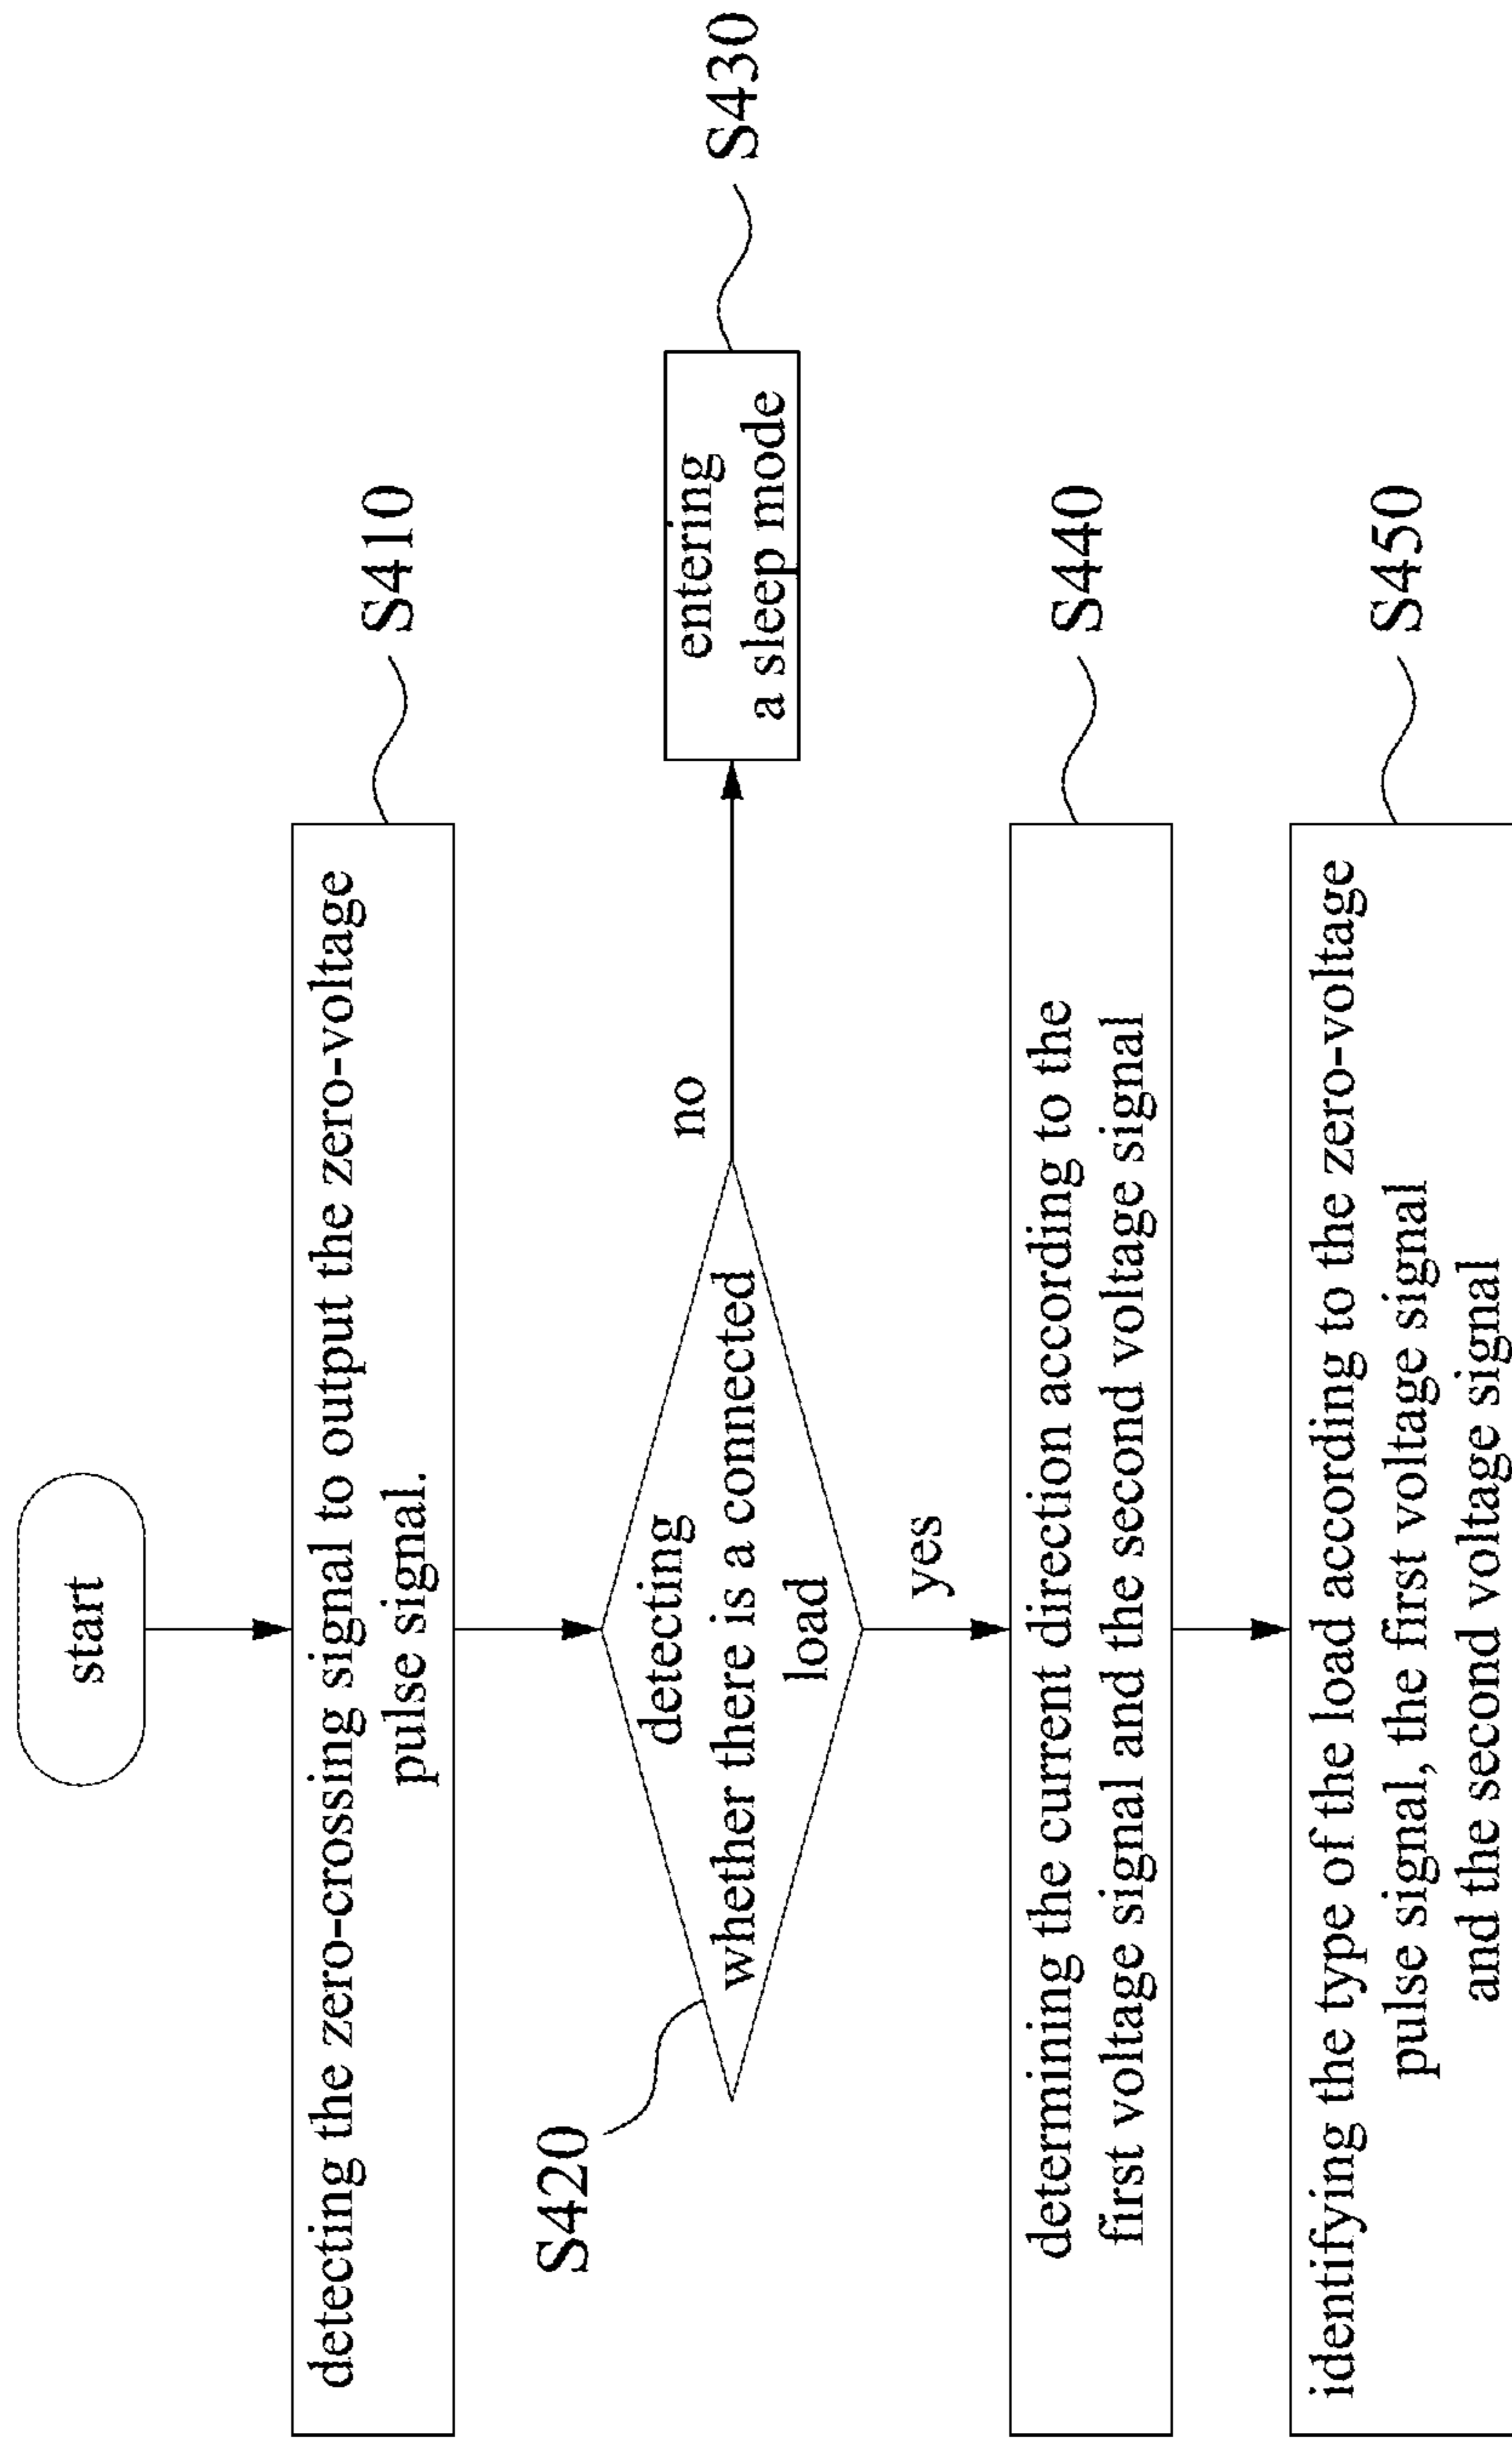 start
detecting the zero-crossing signal to output the zero-voltage
pulse signal.
S410
S420
detecting
whether there is a connected
load
no
entering
a sleep mode
S430
yes
determining the current direction according to the
first voltage signal and the second voltage signal
S440
identifying the type of the load according to the zero-voltage
pulse signal, the first voltage signal
and the second voltage signal
S450